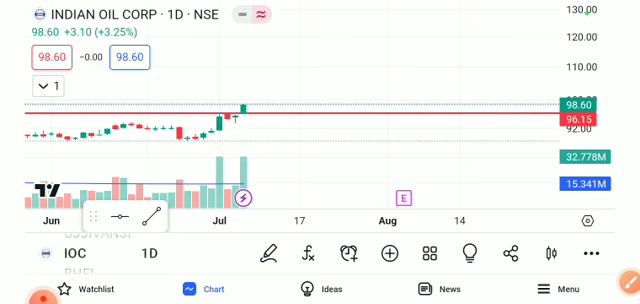 INDIAN OIL CORP · 1D · NSE
98.60 +3.10 (+3.25%)
98.60 −0.00 98.60
1
130.00
120.00
110.00
98.60
96.15
92.00
32.778M
15.341M
TV
E
Jun Jul 17 Aug 14
IOC 1D
Watchlist Chart Ideas News Menu